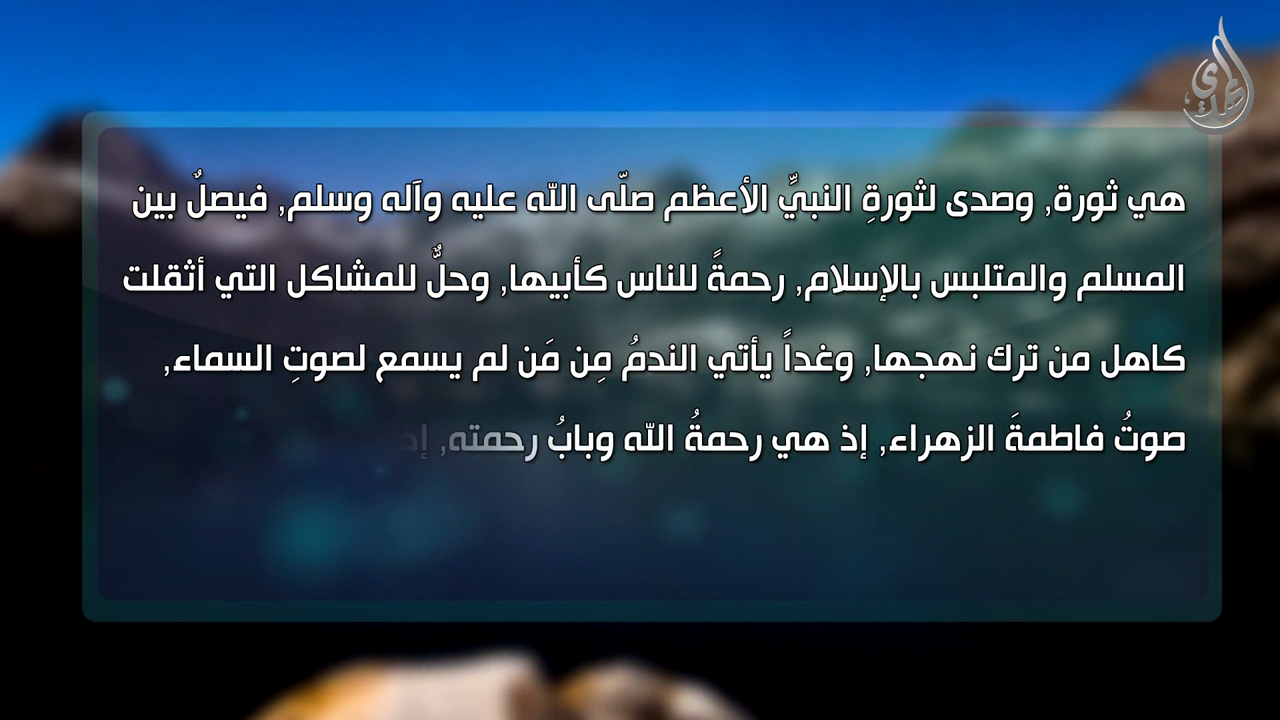 هي ثورة, وصدى لثورةِ النبيِّ الأعظم صلّى الله عليه وآله وسلم, فيصلٌ بين
المسلم والمتلبس بالإسلام, رحمةً للناس كأبيها, وحلٌّ للمشاكل التي أثقلت
كاهل من ترك نهجها, وغداً يأتي الندمُ مِن مَن لم يسمع لصوتِ السماء,
صوتُ فاطمةَ الزهراء, إذ هي رحمةُ الله وبابُ رحمته, إذ